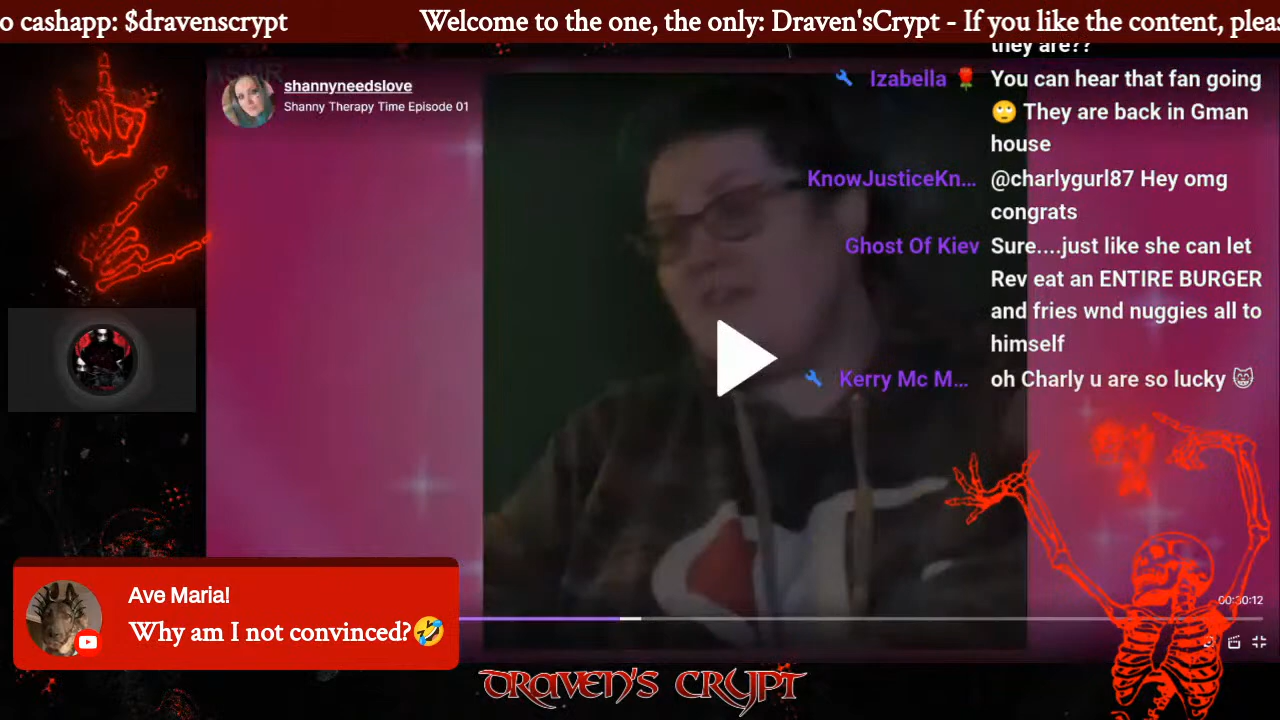 o cashapp: $dravenscrypt
Welcome to the one, the only: Draven'sCrypt - If you like the content, pleas
shannyneedslove
Shanny Therapy Time Episode 01
they are??
Izabella 🌹 You can hear that fan going
🙄 They are back in Gman
house
KnowJusticeKn... @charlygurl87 Hey omg
congrats
Ghost Of Kiev Sure....just like she can let
Rev eat an ENTIRE BURGER
and fries wnd nuggies all to
himself
Kerry Mc M... oh Charly u are so lucky 😸
Ave Maria!
Why am I not convinced?🤣
00:30:12
DRAVEN'S CRYPT